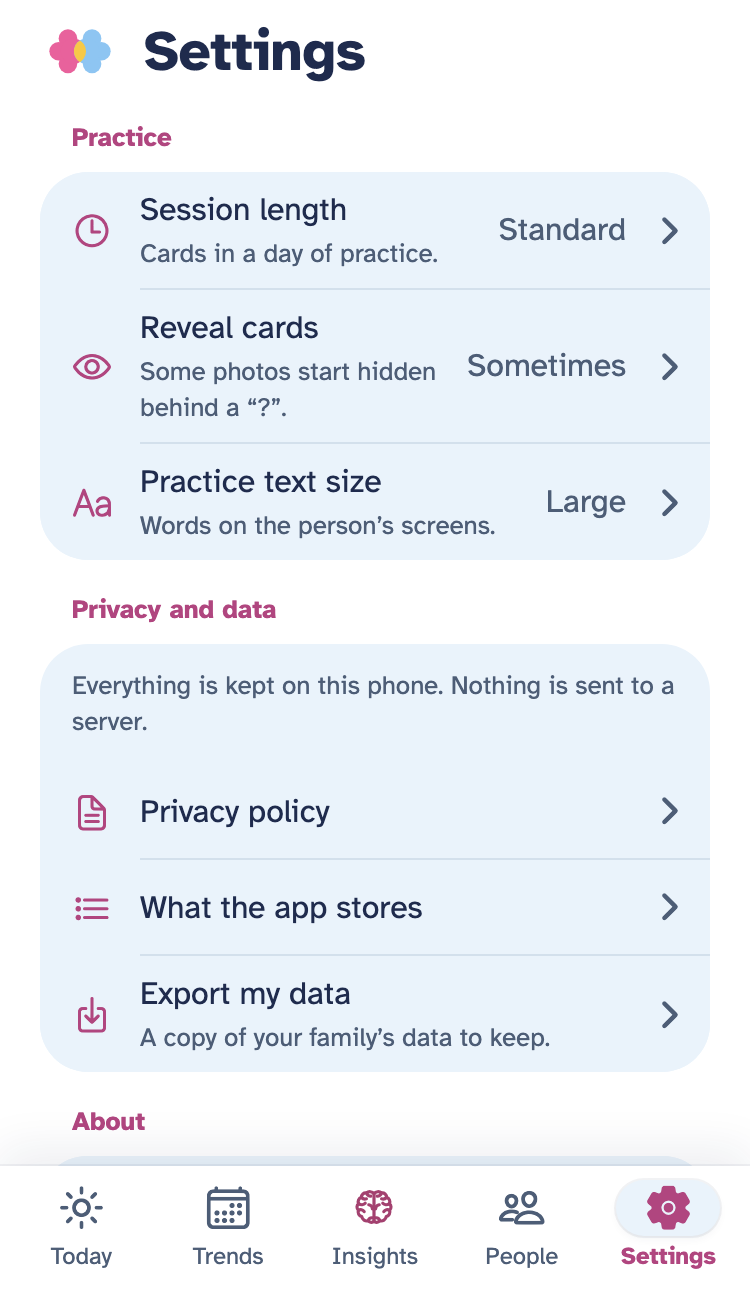 Settings
Practice
Session length
Cards in a day of practice.
Standard
Reveal cards
Some photos start hidden
behind a “?”.
Sometimes
Aa
Practice text size
Words on the person’s screens.
Large
Privacy and data
Everything is kept on this phone. Nothing is sent to a
server.
Privacy policy
What the app stores
Export my data
A copy of your family’s data to keep.
About
Today
Trends
Insights
People
Settings